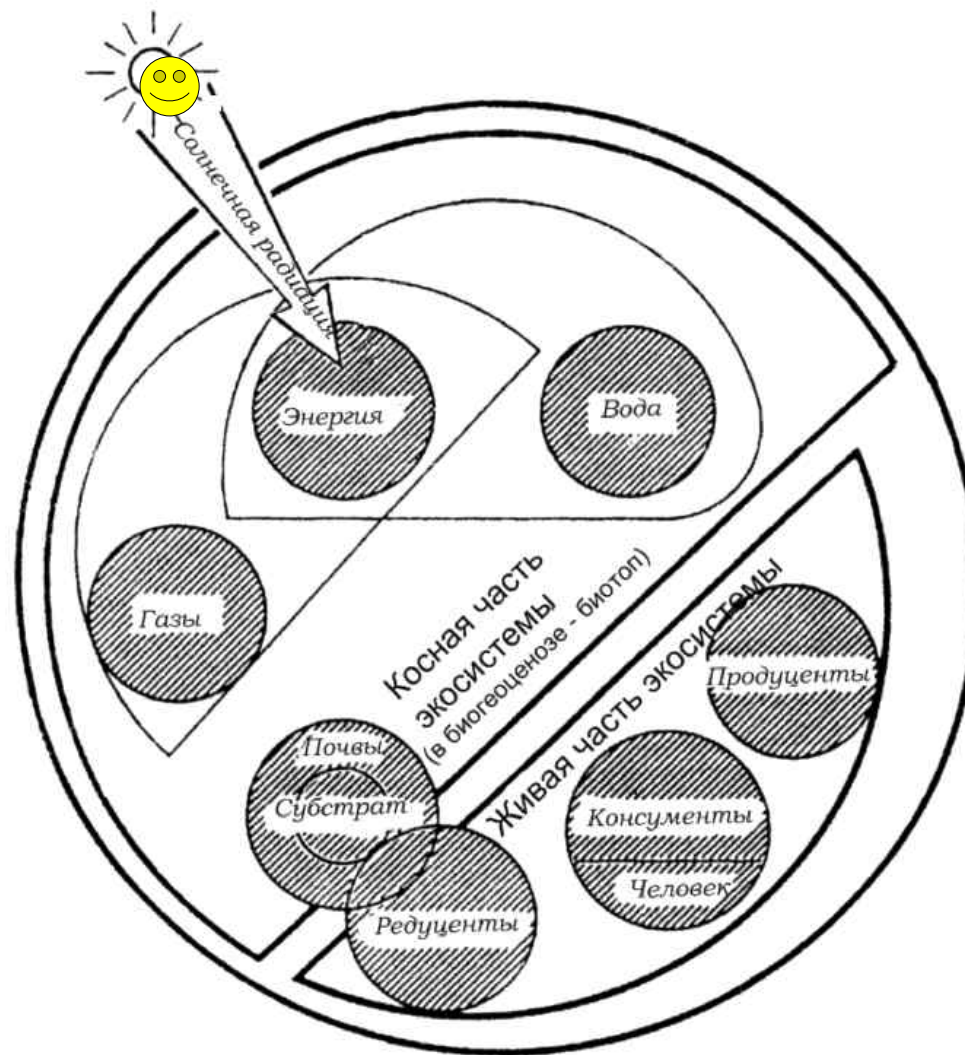 Солнечная радиация
Энергия
Вода
Газы
Косная часть
экосистемы
(в биогеоценозе - биотоп)
Живая часть экосистемы
Продуценты
Почвы
Субстрат
Консументы
Человек
Редуценты